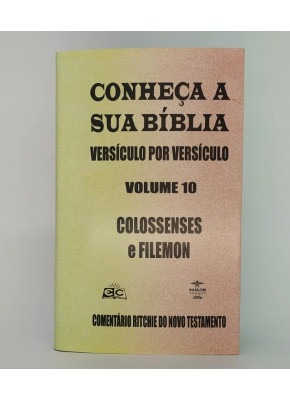 CONHEÇA A
SUA BÍBLIA
VERSÍCULO POR VERSÍCULO
VOLUME 10
COLOSSENSES
e FILEMON
COMENTÁRIO RITCHIE DO NOVO TESTAMENTO